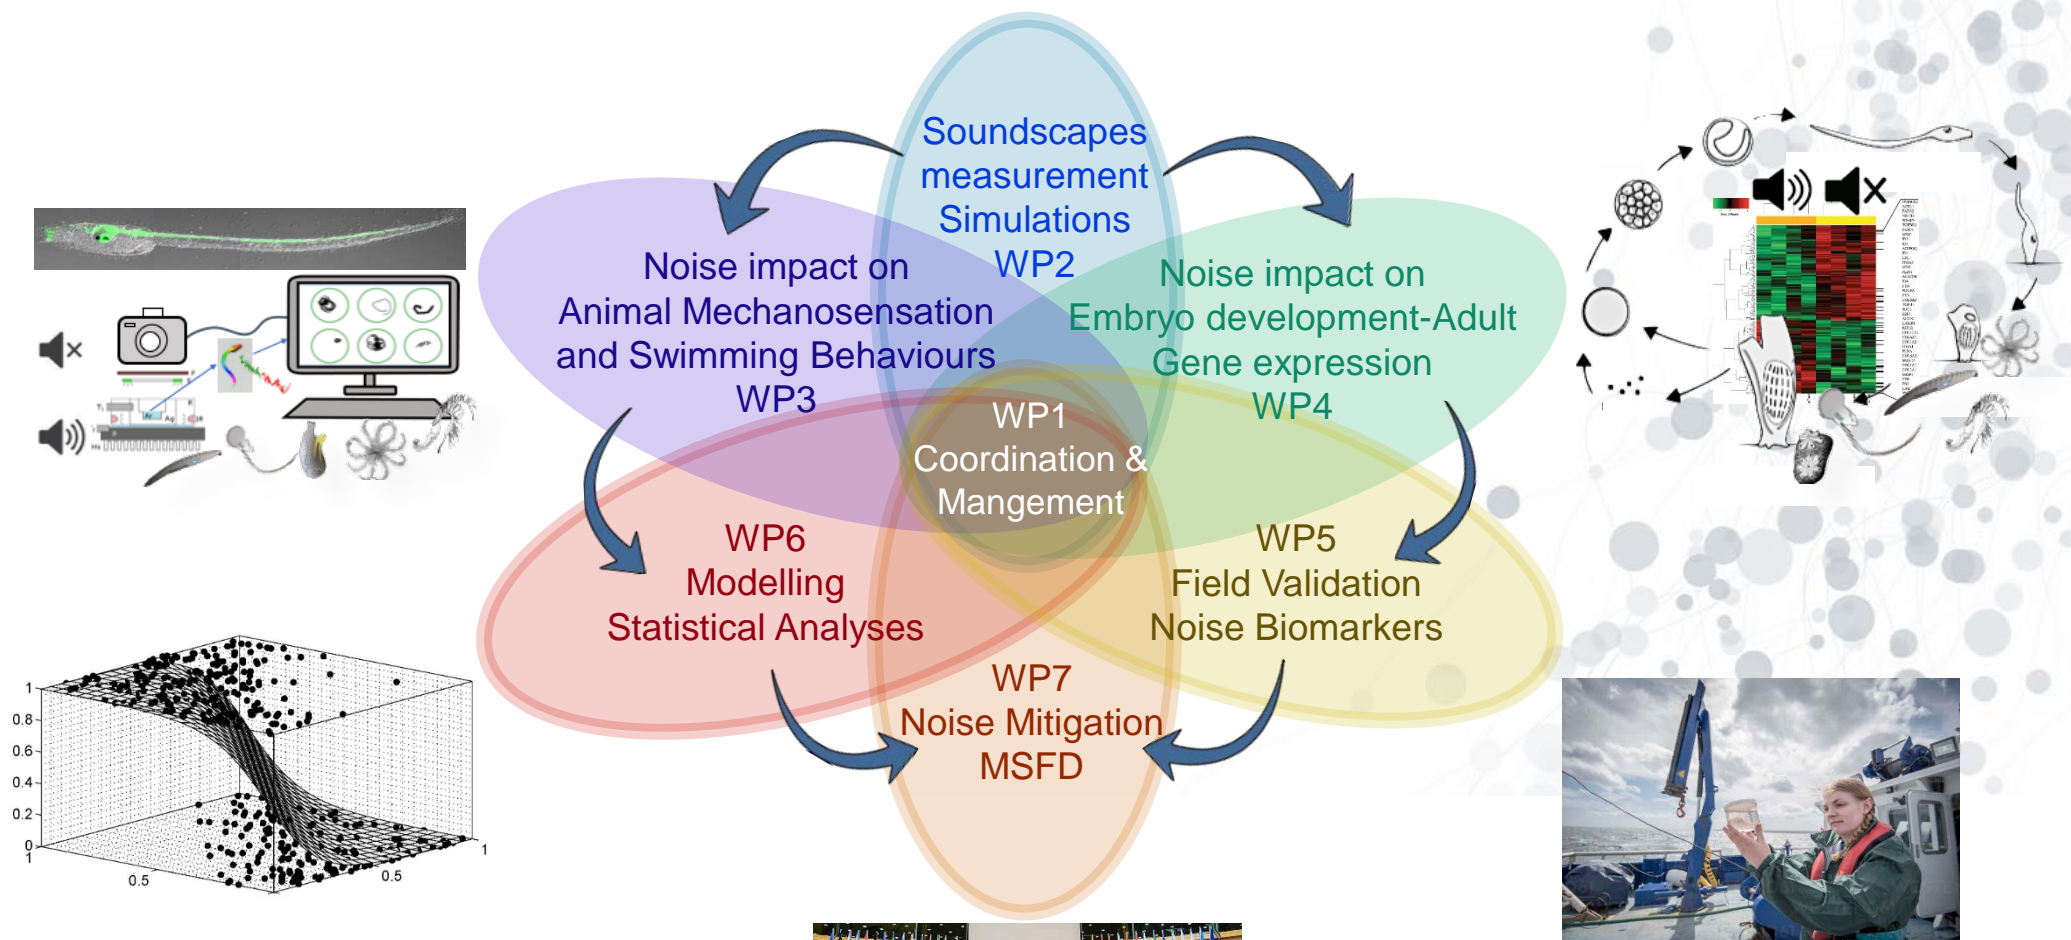 Soundscapes
measurement
Simulations
WP2
Noise impact on
Animal Mechanosensation
and Swimming Behaviours
WP3
Noise impact on
Embryo development-Adult
Gene expression
WP4
WP1
Coordination &
Mangement
WP6
Modelling
Statistical Analyses
WP5
Field Validation
Noise Biomarkers
WP7
Noise Mitigation
MSFD
1
0.8
0.6
0.4
0.2
0
1
0.5
0.5
1